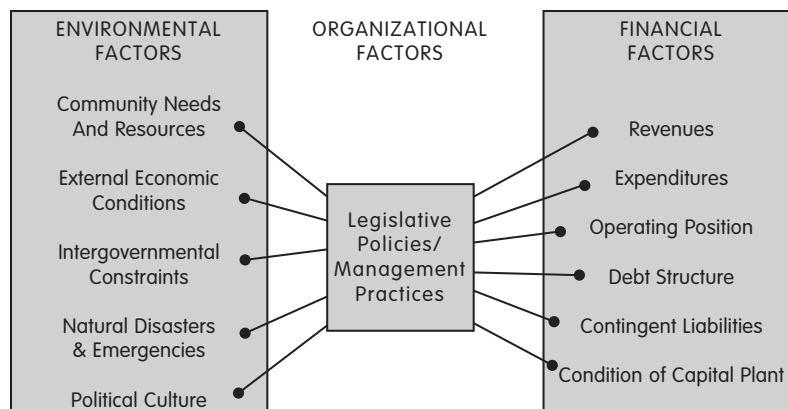 ENVIRONMENTAL
FACTORS
Community Needs
And Resources
External Economic
Conditions
Intergovernmental
Constraints
Natural Disasters
& Emergencies
Political Culture
ORGANIZATIONAL
FACTORS
Legislative
Policies/
Management
Practices
FINANCIAL
FACTORS
Revenues
Expenditures
Operating Position
Debt Structure
Contingent Liabilities
Condition of Capital Plant